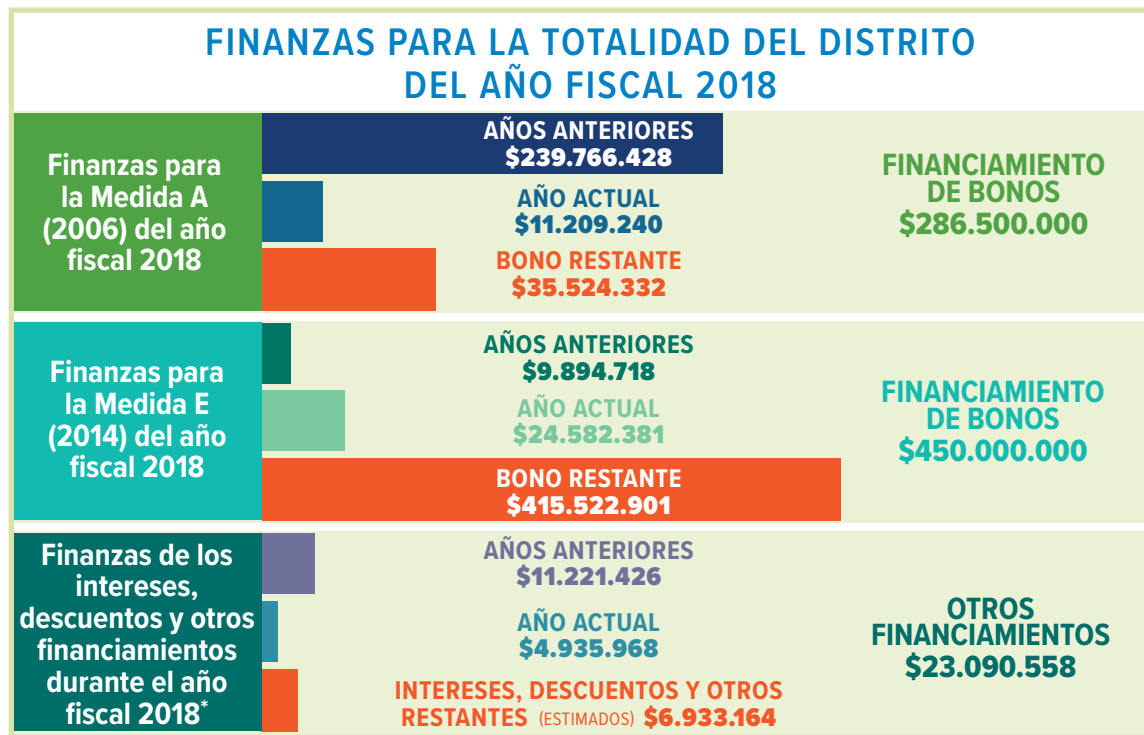 FINANZAS PARA LA TOTALIDAD DEL DISTRITO
DEL AÑO FISCAL 2018
Finanzas para
la Medida A
(2006) del año
fiscal 2018
AÑOS ANTERIORES
$239.766.428
AÑO ACTUAL
$11.209.240
BONO RESTANTE
$35.524.332
FINANCIAMIENTO
DE BONOS
$286.500.000
Finanzas para
la Medida E
(2014) del año
fiscal 2018
AÑOS ANTERIORES
$9.894.718
AÑO ACTUAL
$24.582.381
BONO RESTANTE
$415.522.901
FINANCIAMIENTO
DE BONOS
$450.000.000
Finanzas de los
intereses,
descuentos y otros
financiamientos
durante el año
fiscal 2018*
AÑOS ANTERIORES
$11.221.426
AÑO ACTUAL
$4.935.968
INTERESES, DESCUENTOS Y OTROS
RESTANTES (ESTIMADOS) $6.933.164
OTROS
FINANCIAMIENTOS
$23.090.558